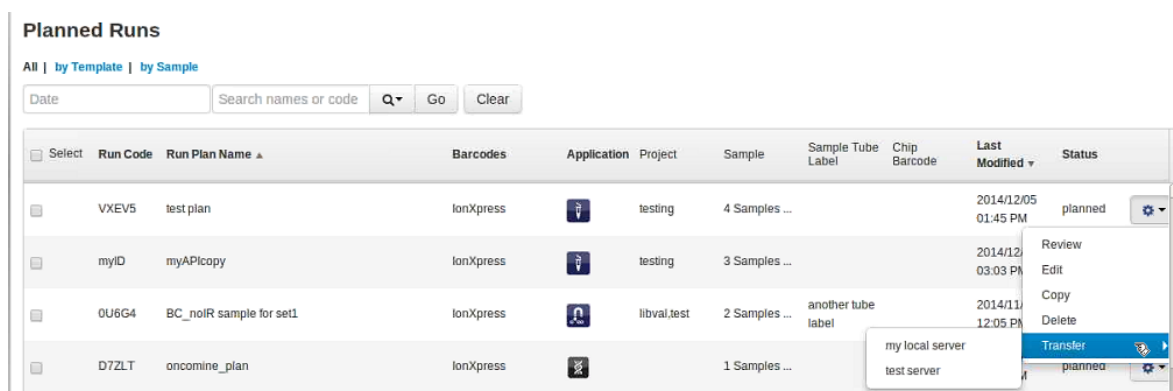 Planned Runs
All | by Template | by Sample
Date Search names or code Go Clear
Select Run Code Run Plan Name Barcodes Application Project Sample Sample Tube Label Chip Barcode Last Modified Status
VXEV5 test plan IonXpress testing 4 Samples ... 2014/12/05 01:45 PM planned
myID myAPIcopy IonXpress testing 3 Samples ... 2014/12/ 03:03 PM
0U6G4 BC_noIR sample for set1 IonXpress libval,test 2 Samples ... another tube label 2014/11/ 12:05 PM
D7ZLT oncomine_plan IonXpress 1 Samples ... planned
Review
Edit
Copy
Delete
Transfer
my local server
test server